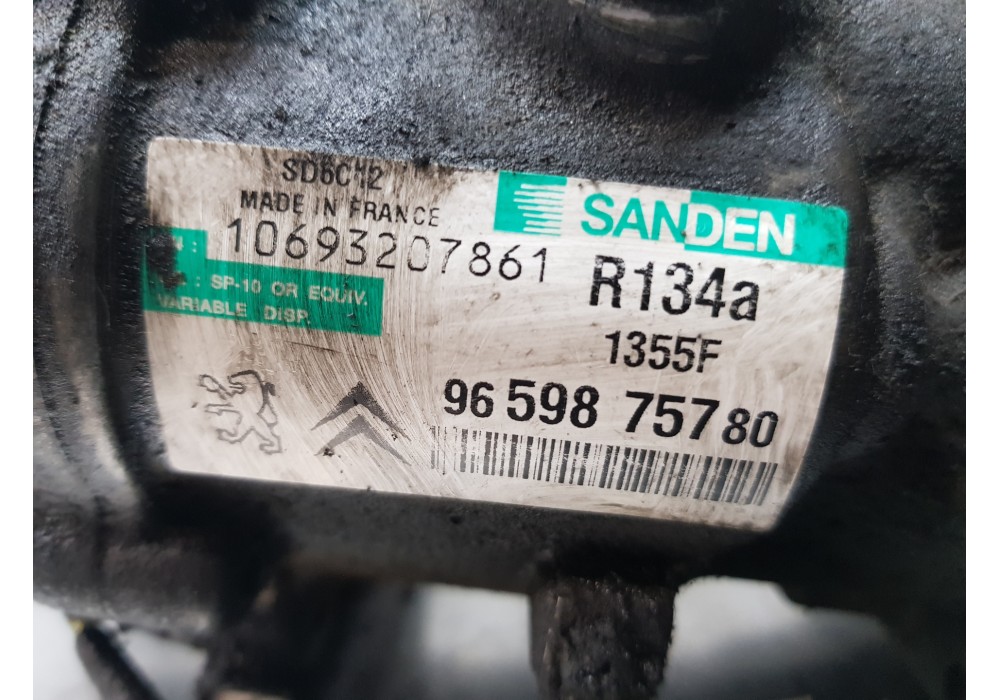 SD6C12
MADE IN FRANCE
SANDEN
N : 10693207861
: SP-10 OR EQUIV.
VARIABLE DISP.
R134a
1355F
96 598 757 80